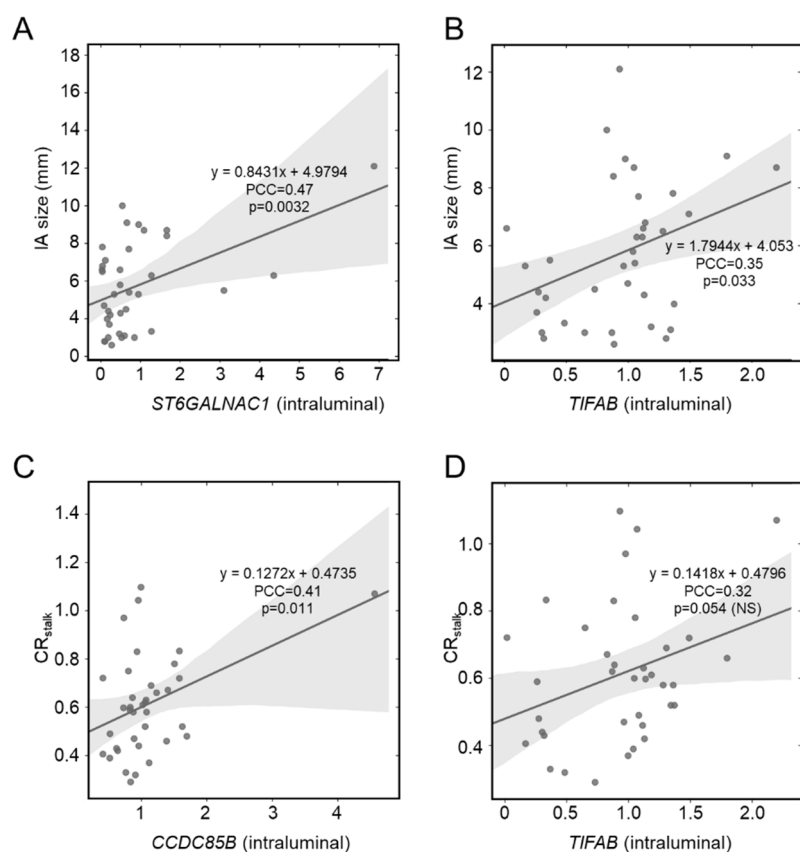 A
IA size (mm)
18
16
14
12
10
8
6
4
2
0
y = 0.8431x + 4.9794
PCC=0.47
p=0.0032
0 1 2 3 4 5 6 7
ST6GALNAC1 (intraluminal)
B
IA size (mm)
12
10
8
6
4
y = 1.7944x + 4.053
PCC=0.35
p=0.033
0 0.5 1.0 1.5 2.0
TIFAB (intraluminal)
C
CRstalk
1.4
1.2
1.0
0.8
0.6
0.4
y = 0.1272x + 0.4735
PCC=0.41
p=0.011
1 2 3 4
CCDC85B (intraluminal)
D
CRstalk
1.0
0.8
0.6
0.4
y = 0.1418x + 0.4796
PCC=0.32
p=0.054 (NS)
0 0.5 1.0 1.5 2.0
TIFAB (intraluminal)